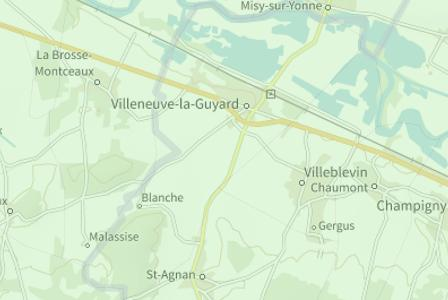 Misy-sur-Yonne
La Brosse-
Montceaux
Villeneuve-la-Guyard
Villeblevin
Chaumont
Champigny
Blanche
Gergus
Malassise
St-Agnan